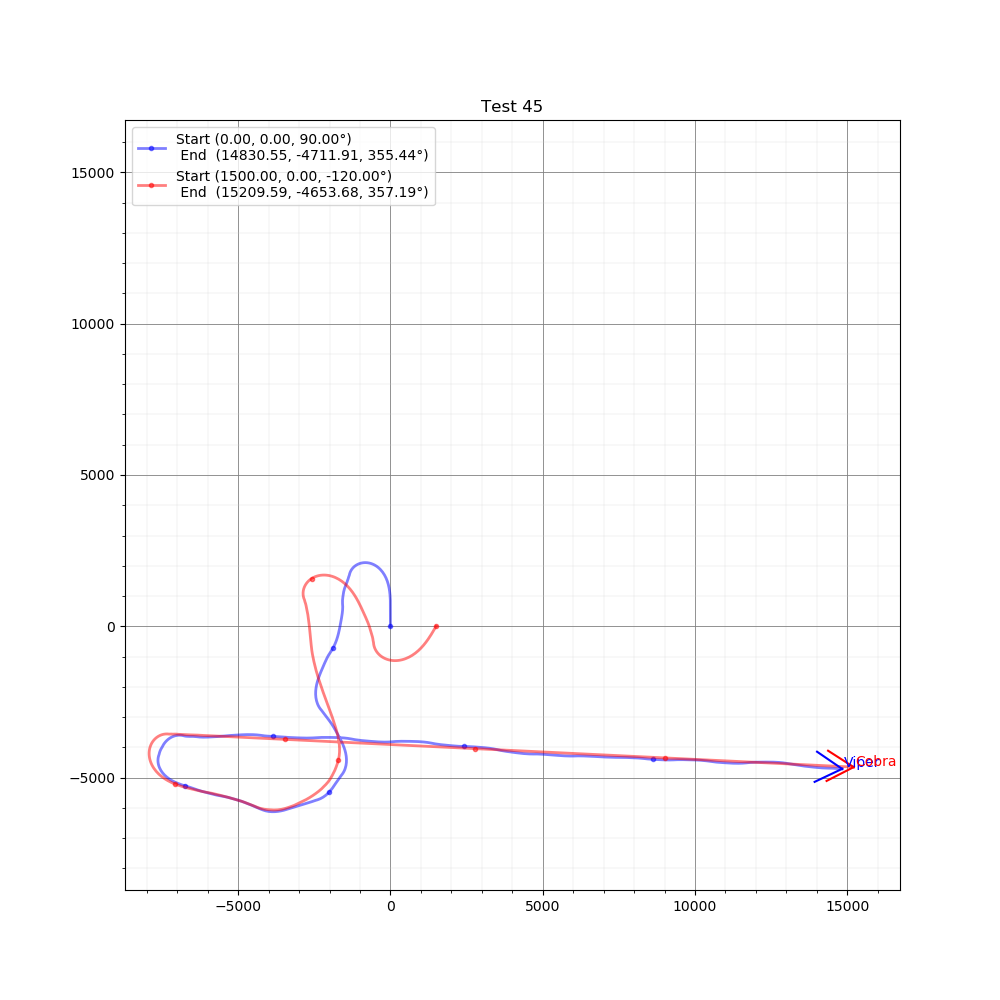 Test 45
Start (0.00, 0.00, 90.00°)
End  (14830.55, -4711.91, 355.44°)
Start (1500.00, 0.00, -120.00°)
End  (15209.59, -4653.68, 357.19°)
15000
10000
5000
0
−5000
Viper
Cobra
−5000
0
5000
10000
15000